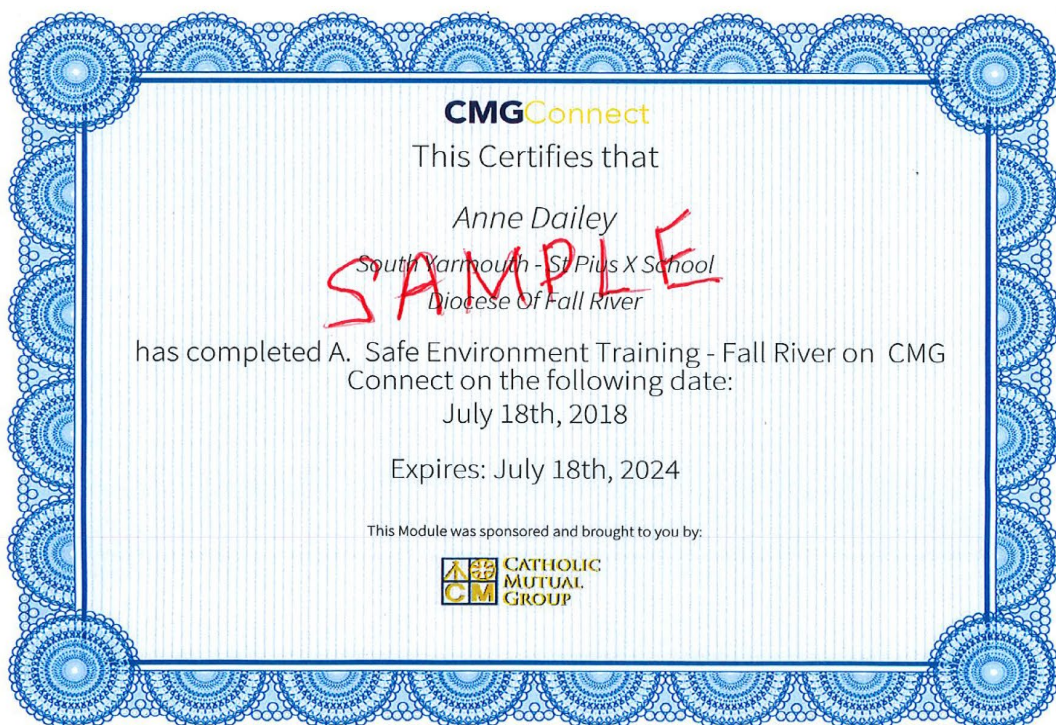 CMGConnect
This Certifies that
Anne Dailey
South Yarmouth - St Pius X School
SAMPLE
Diocese Of Fall River
has completed A. Safe Environment Training - Fall River on CMG
Connect on the following date:
July 18th, 2018
Expires: July 18th, 2024
This Module was sponsored and brought to you by:
CM
CATHOLIC
MUTUAL
GROUP